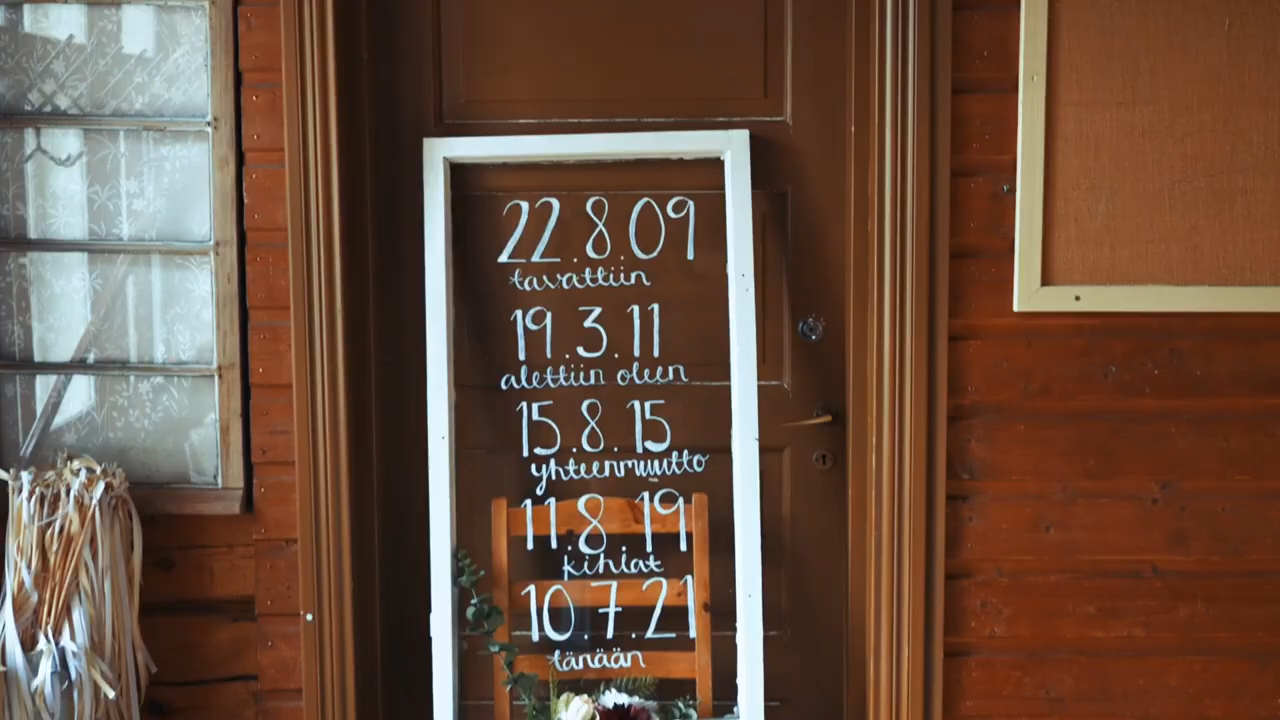 22.8.09
tavattiin
19.3.11
alettiin oleen
15.8.15
yhteenmuutto
11.8.19
kihlat
10.7.21
tänään